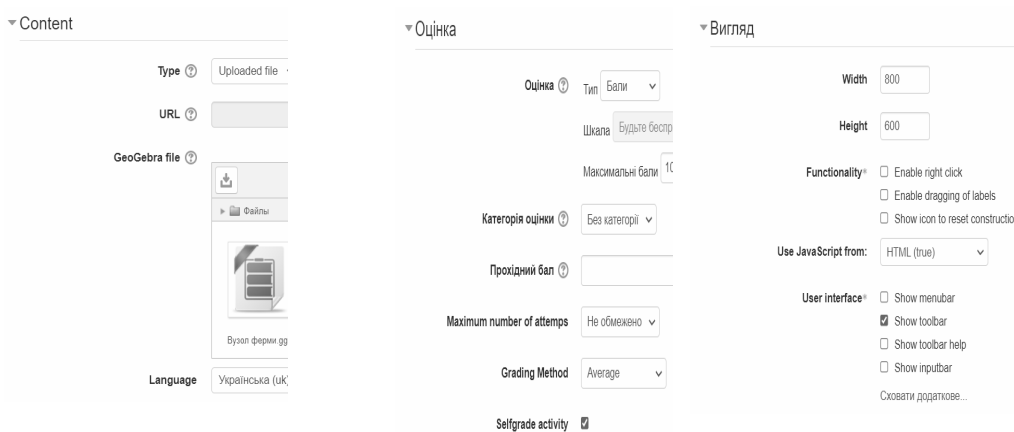 Content
Type
Uploaded file
URL
GeoGebra file
Файлы
Вузол ферми.gg
Language
Українська (uk)
Оцінка
Оцінка
Тип
Бали
Шкала
Будьте беспр
Максимальні бали
10
Категорія оцінки
Без категорії
Прохідний бал
Maximum number of attemps
Не обмежено
Grading Method
Average
Selfgrade activity
Вигляд
Width
800
Height
600
Functionality
Enable right click
Enable dragging of labels
Show icon to reset constructio
Use JavaScript from:
HTML (true)
User interface
Show menubar
Show toolbar
Show toolbar help
Show inputbar
Сховати додаткове...